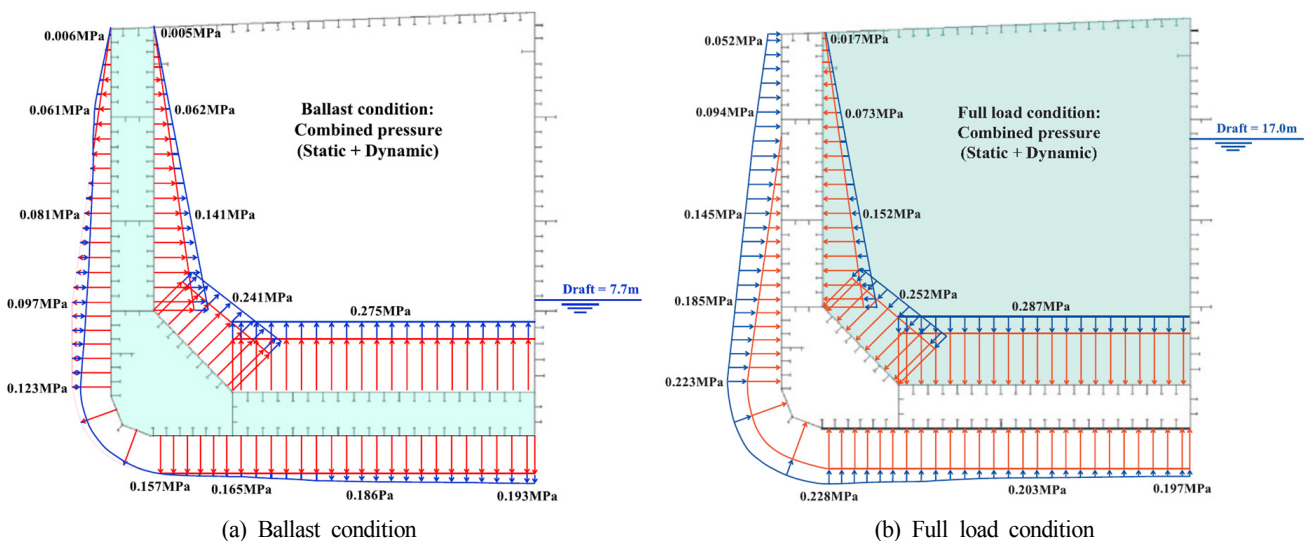 0.006MPa
0.005MPa
0.061MPa
0.062MPa
Ballast condition:
Combined pressure
(Static + Dynamic)
0.081MPa
0.141MPa
0.097MPa
0.241MPa
0.275MPa
Draft = 7.7m
0.123MPa
0.157MPa
0.165MPa
0.186Pa
0.193MPa
(a) Ballast condition
0.052MPa
0.017MPa
0.094MPa
0.073MPa
Full load condition:
Combined pressure
(Static + Dynamic)
Draft = 17.0m
0.145MPa
0.152MPa
0.185MPa
0.252MPa
0.287MPa
0.223MPa
0.228MPa
0.203MPa
0.197MPa
(b) Full load condition